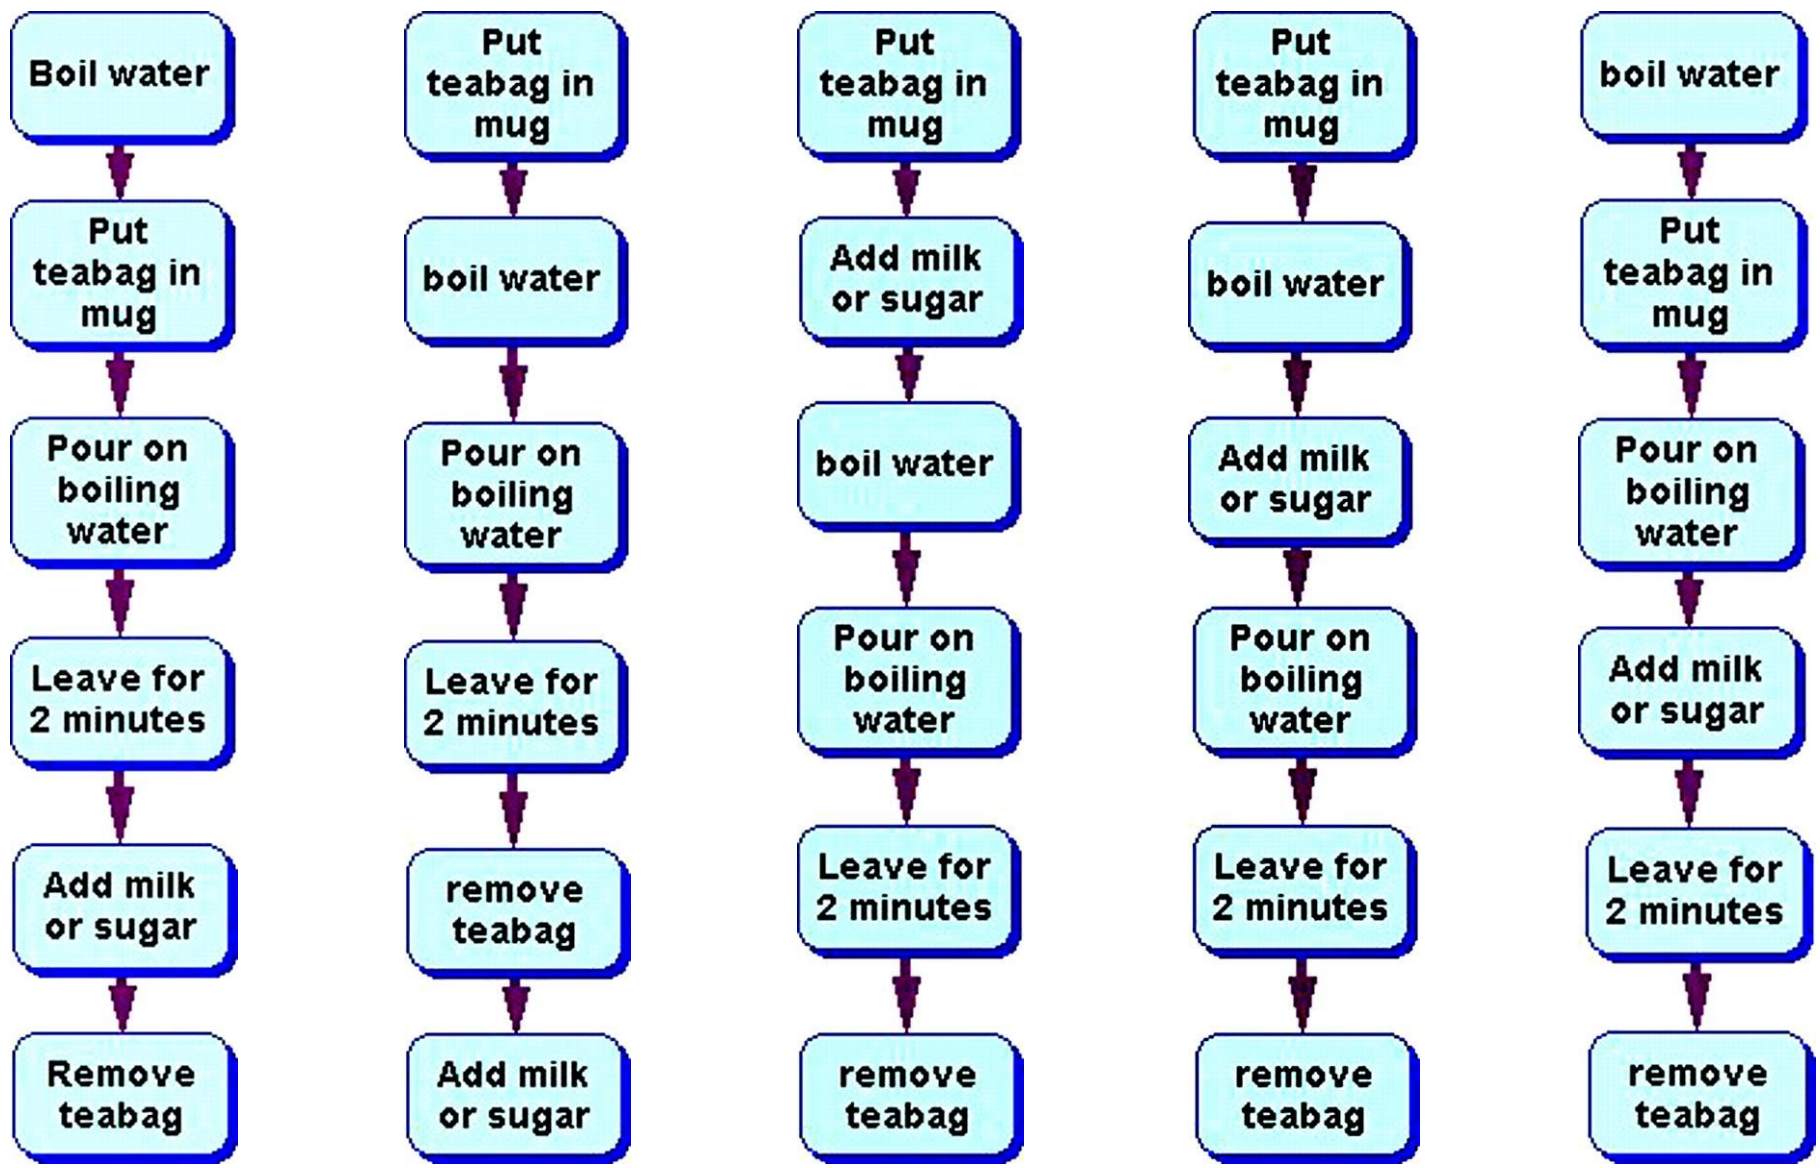 Boil water
Put
teabag in
mug
Pour on
boiling
water
Leave for
2 minutes
Add milk
or sugar
Remove
teabag
Put
teabag in
mug
boil water
Pour on
boiling
water
Leave for
2 minutes
remove
teabag
Add milk
or sugar
Put
teabag in
mug
Add milk
or sugar
boil water
Pour on
boiling
water
Leave for
2 minutes
remove
teabag
Put
teabag in
mug
boil water
Add milk
or sugar
Pour on
boiling
water
Leave for
2 minutes
remove
teabag
boil water
Put
teabag in
mug
Pour on
boiling
water
Add milk
or sugar
Leave for
2 minutes
remove
teabag